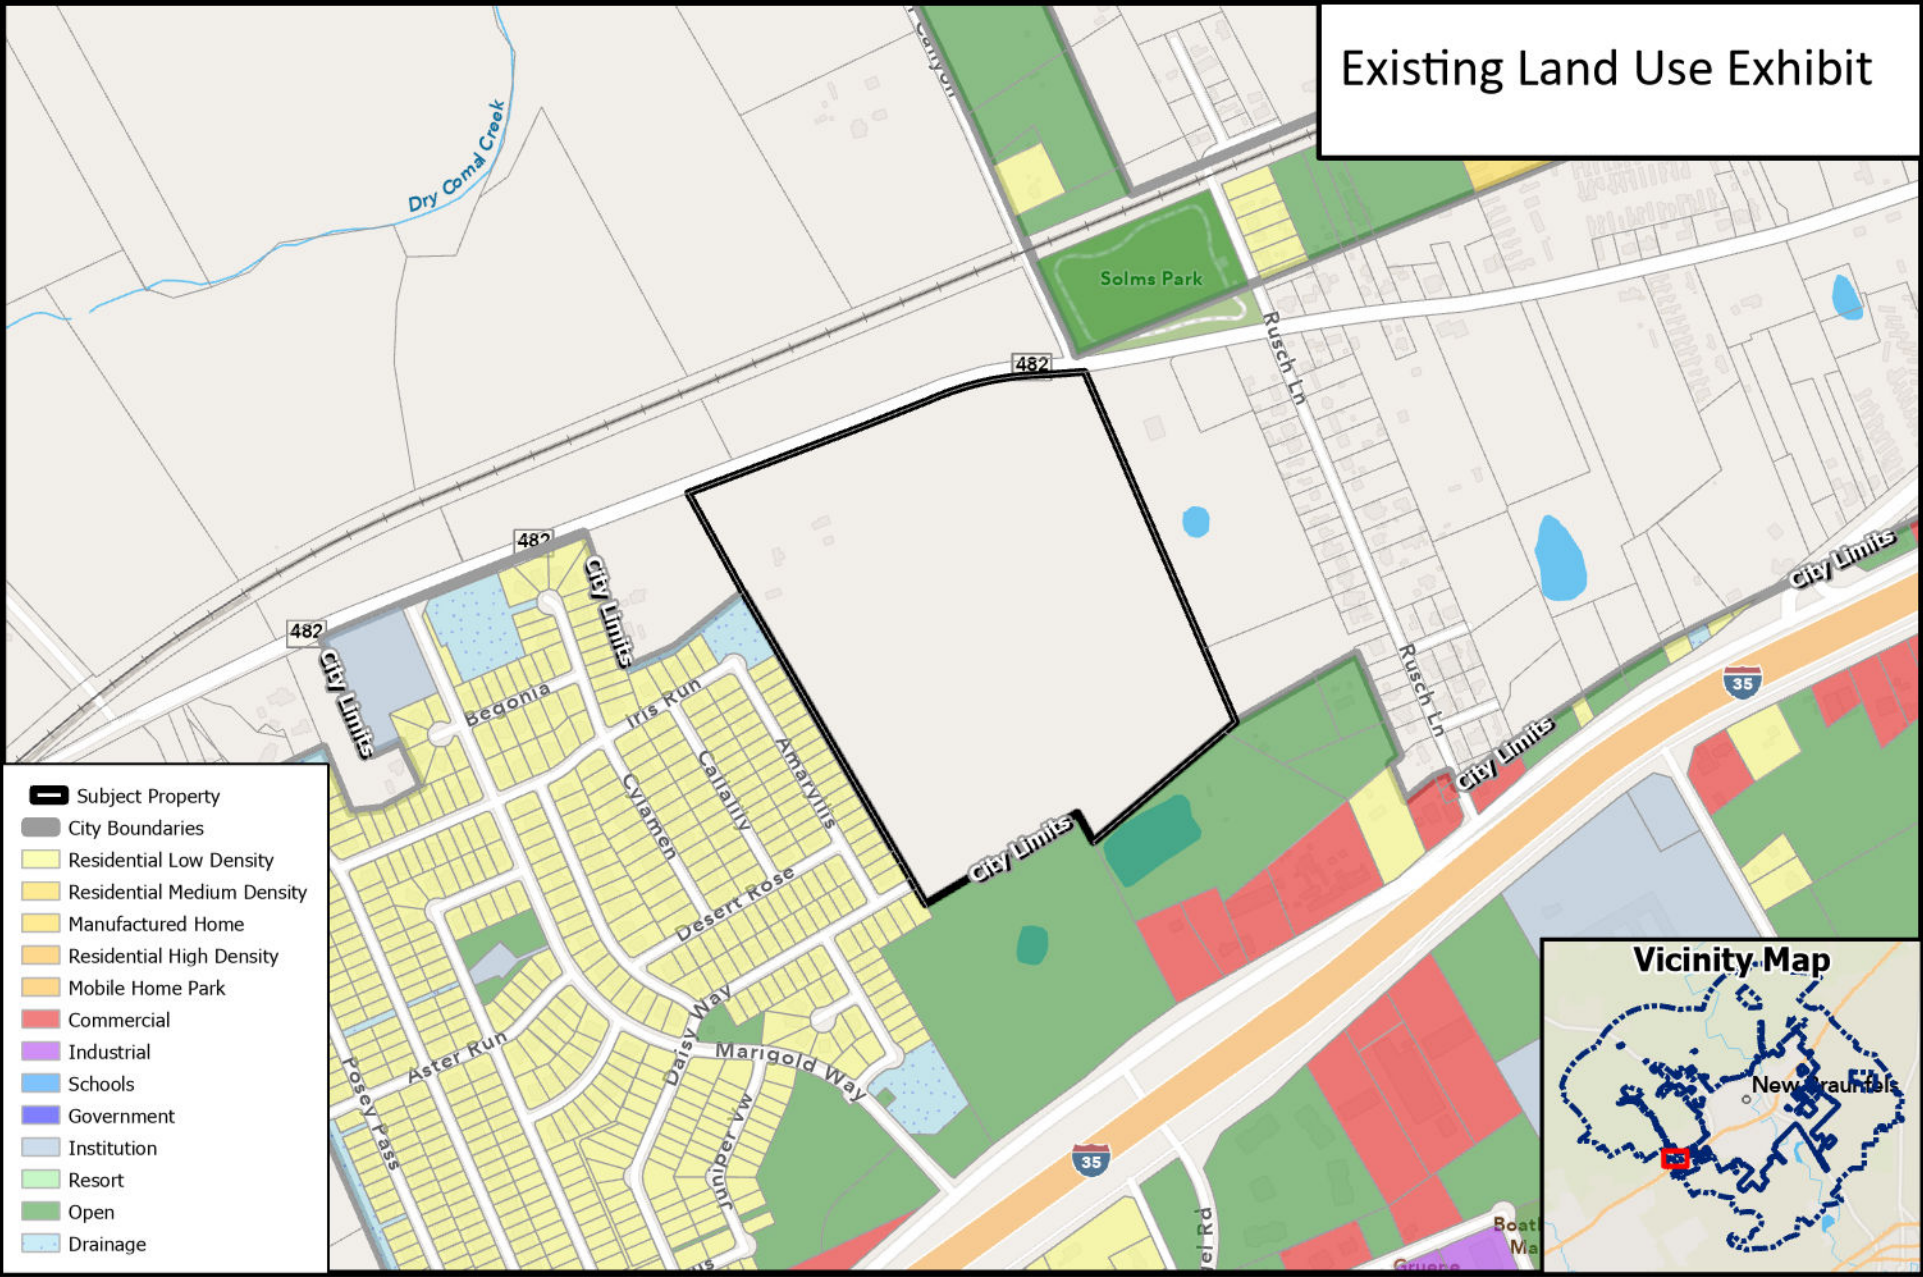 Existing Land Use Exhibit
Canyon
Dry Comal Creek
Solms Park
Rusch Ln
482
482
482
City Limits
City Limits
City Limits
City Limits
City Limits
Rusch Ln
35
Begonia
Iris Run
Amaryllis
Callalily
Cylamen
Desert Rose
Daisy Way
Marigold Way
Aster Run
Posey Pass
Juniper Vw
35
Gruene
Subject Property
City Boundaries
Residential Low Density
Residential Medium Density
Manufactured Home
Residential High Density
Mobile Home Park
Commercial
Industrial
Schools
Government
Institution
Resort
Open
Drainage
Vicinity Map
New Braunfels